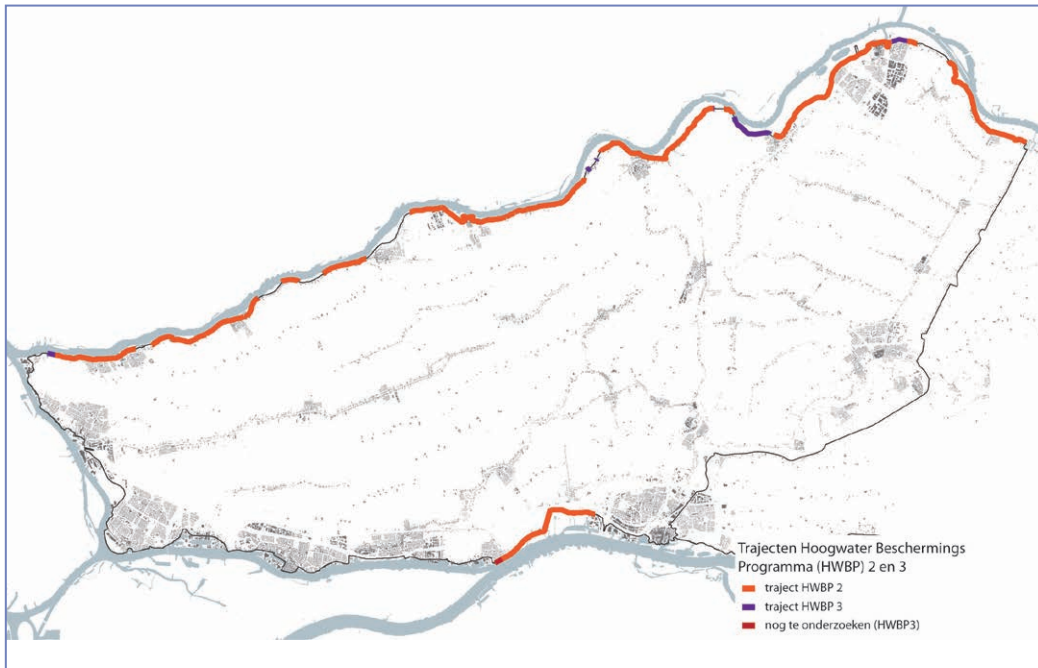 Trajecten Hoogwater Beschermings
Programma (HWBP) 2 en 3
traject HWBP 2
traject HWBP 3
nog te onderzoeken (HWBP3)